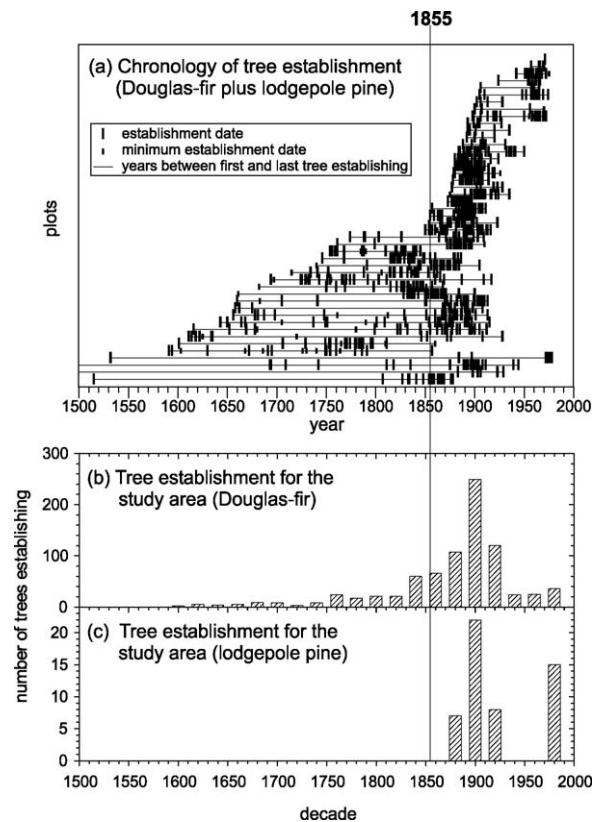 1855
(a) Chronology of tree establishment
(Douglas-fir plus lodgepole pine)
establishment date
minimum establishment date
years between first and last tree establishing
plots
1500 1550 1600 1650 1700 1750 1800 1850 1900 1950 2000
year
300
(b) Tree establishment for the
study area (Douglas-fir)
200
100
0
number of trees establishing
(c) Tree establishment for the
study area (lodgepole pine)
20
15
10
5
0
1500 1550 1600 1650 1700 1750 1800 1850 1900 1950 2000
decade